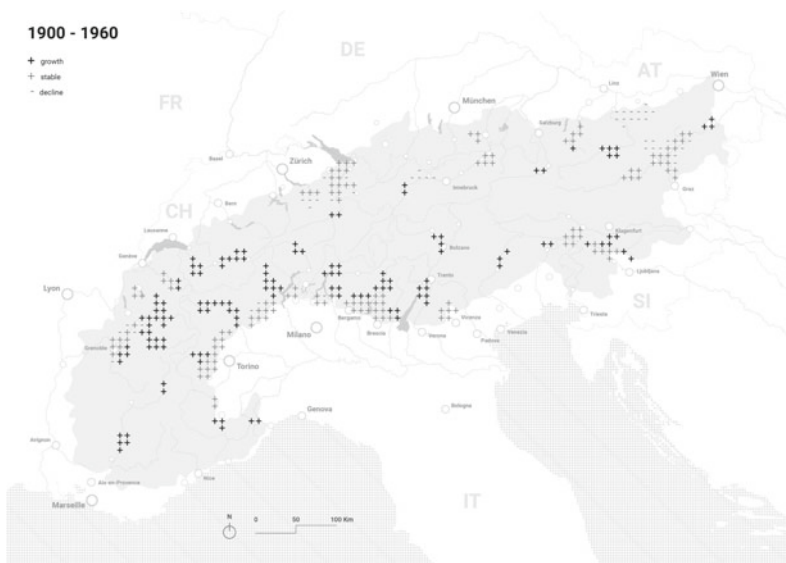 1900 - 1960
+ growth
+ stable
- decline
DE
AT
FR
CH
SI
IT
Linz
Wien
München
Salzburg
Basel
Zürich
Innsbruck
Graz
Bern
Lausanne
Klagenfurt
Bolzano
Genève
Trento
Ljubljana
Lyon
Bergamo
Vicenza
Trieste
Milano
Brescia
Verona
Padova
Venezia
Grenoble
Torino
Genova
Bologna
Avignon
Aix-en-Provence
Nice
Marseille
N
0 50 100 Km